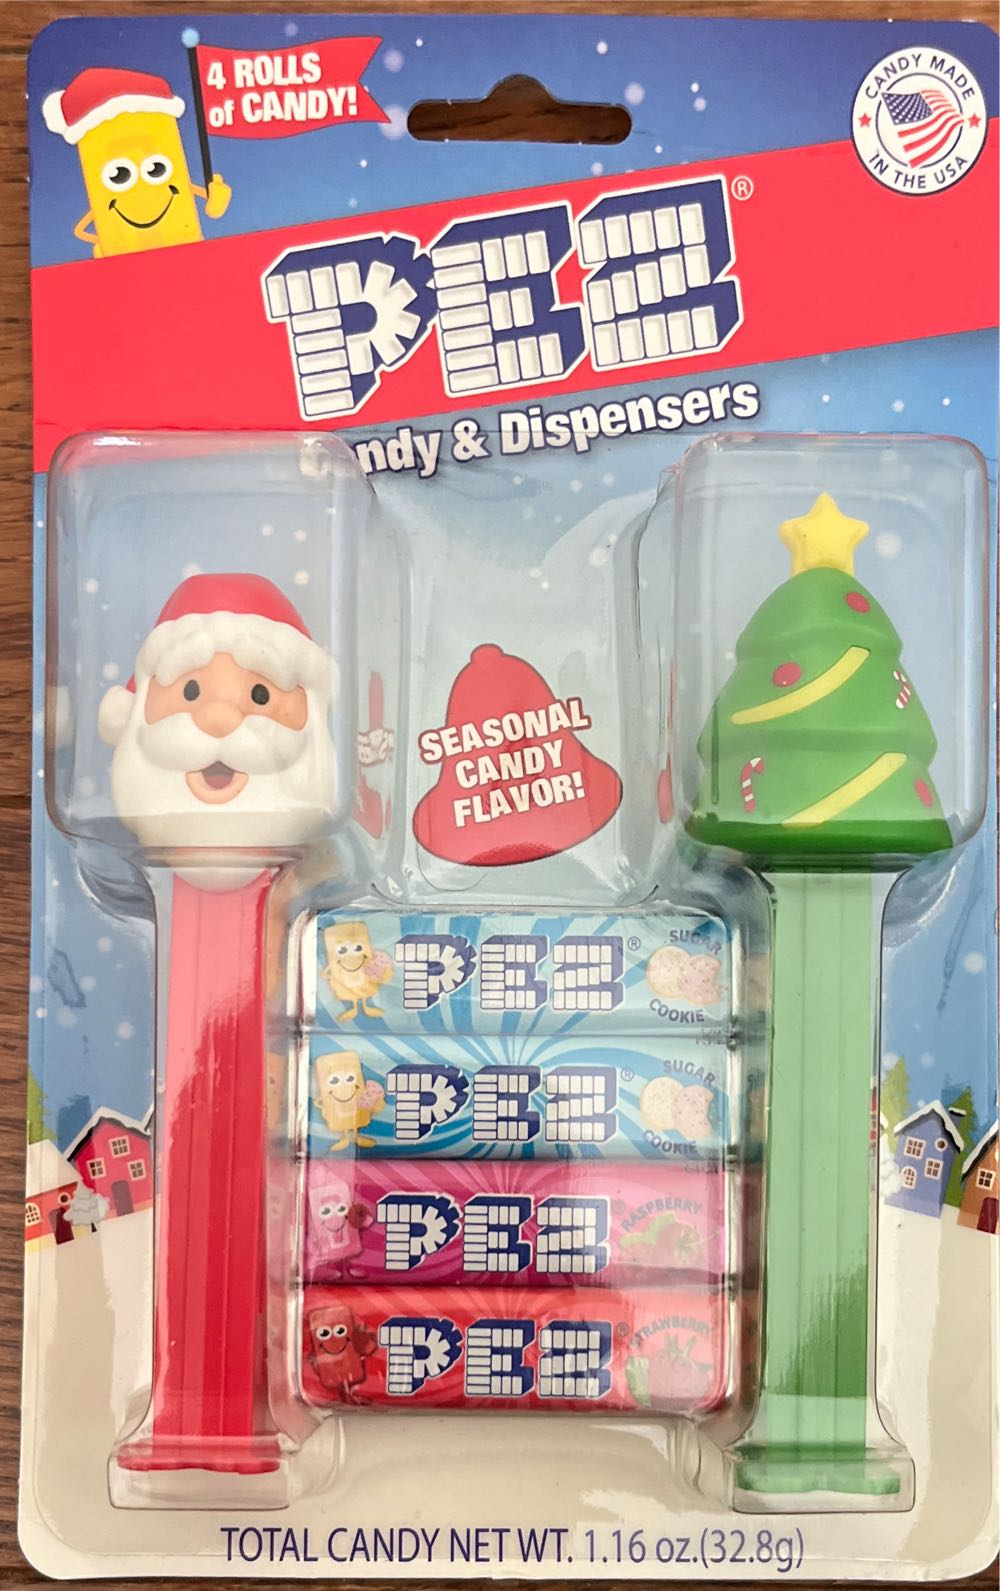 4 ROLLS
of CANDY!
CANDY MADE
IN THE USA
PEZ®
ndy & Dispensers
SEASONAL
CANDY
FLAVOR!
PEZ® SUGAR
COOKIE
PEZ® SUGAR
COOKIE
PEZ® RASPBERRY
PEZ® STRAWBERRY
TOTAL CANDY NET WT. 1.16 oz.(32.8g)